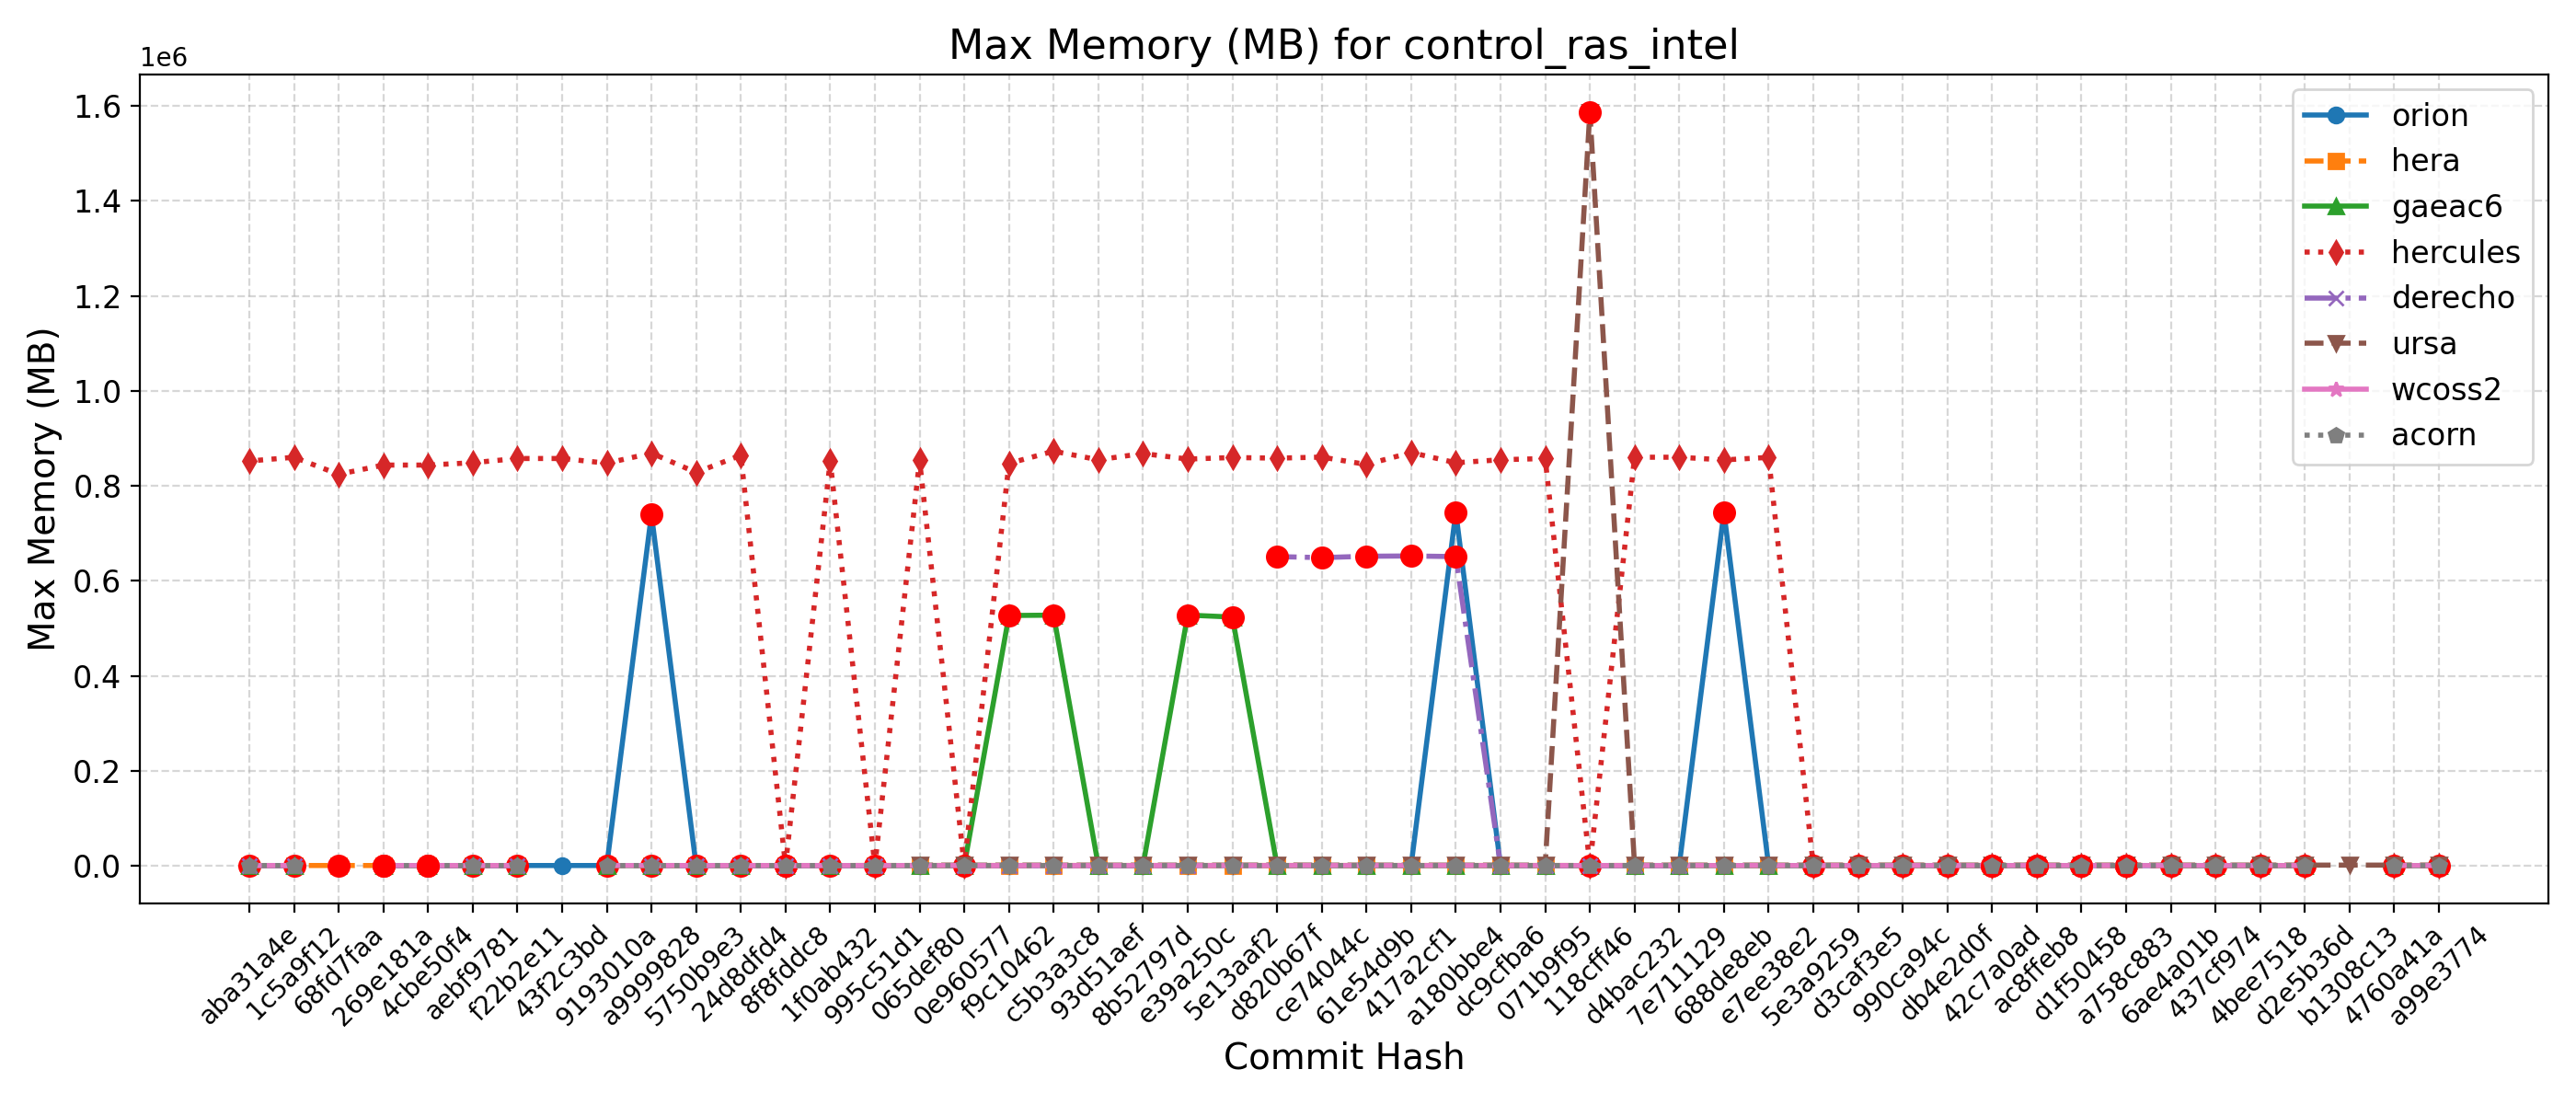 Max Memory (MB) for control_ras_intel
1e6
1.6
1.4
1.2
1.0
0.8
0.6
0.4
0.2
0.0
Max Memory (MB)
orion
hera
gaeac6
hercules
derecho
ursa
wcoss2
acorn
aba31a4e
1c5a9f12
68fd7faa
269e181a
4cbe50f4
aebf9781
f22b2e11
43f2c3bd
9193010a
a9999828
5750b9e3
24d8dfd4
8f8fddc8
1f0ab432
995c51d1
065def80
0e960577
f9c10462
c5b3a3c8
93d51aef
8b52797d
e39a250c
5e13aaf2
d820b67f
ce74044c
61e54d9b
417a2cf1
a180bbe4
dc9cfba6
071b9f95
118cff46
d4bac232
7e711129
688de8eb
e7ee38e2
5e3a9259
d3caf3e5
990ca94c
db4e2d0f
42c7a0ad
ac8ffeb8
d1f50458
a758c883
6ae4a01b
437cf974
4bee7518
d2e5b36d
b1308c13
4760a41a
a99e3774
Commit Hash